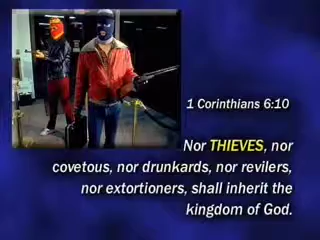 1 Corinthians 6:10
Nor THIEVES, nor
covetous, nor drunkards, nor revilers,
nor extortioners, shall inherit the
kingdom of God.